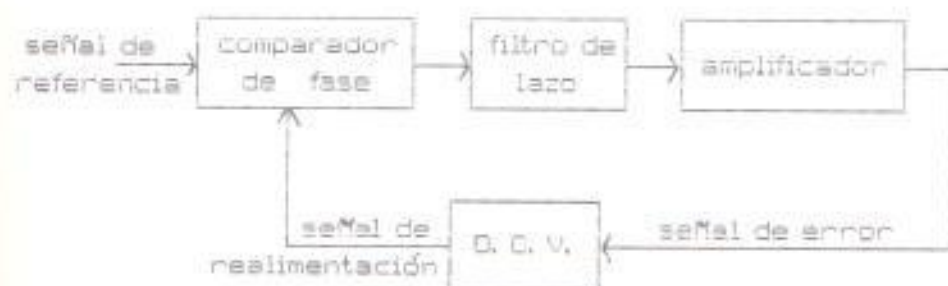 señal de
referencia
comparador
de fase
filtro de
lazo
amplificador
señal de
realimentación
O. C. V.
señal de error